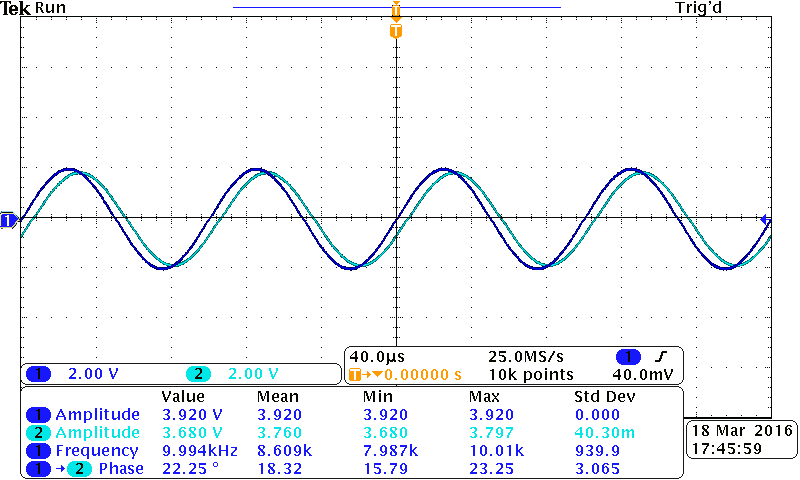 Tek Run Trig'd
T
T
1
1 2.00 V 2 2.00 V
40.0µs 25.0MS/s 1
T→▼0.00000 s 10k points 40.0mV
Value Mean Min Max Std Dev
1 Amplitude 3.920 V 3.920 3.920 3.920 0.000
2 Amplitude 3.680 V 3.760 3.680 3.797 40.30m
1 Frequency 9.994kHz 8.609k 7.987k 10.01k 939.9
1 → 2 Phase 22.25 ° 18.32 15.79 23.25 3.065
18 Mar 2016
17:45:59